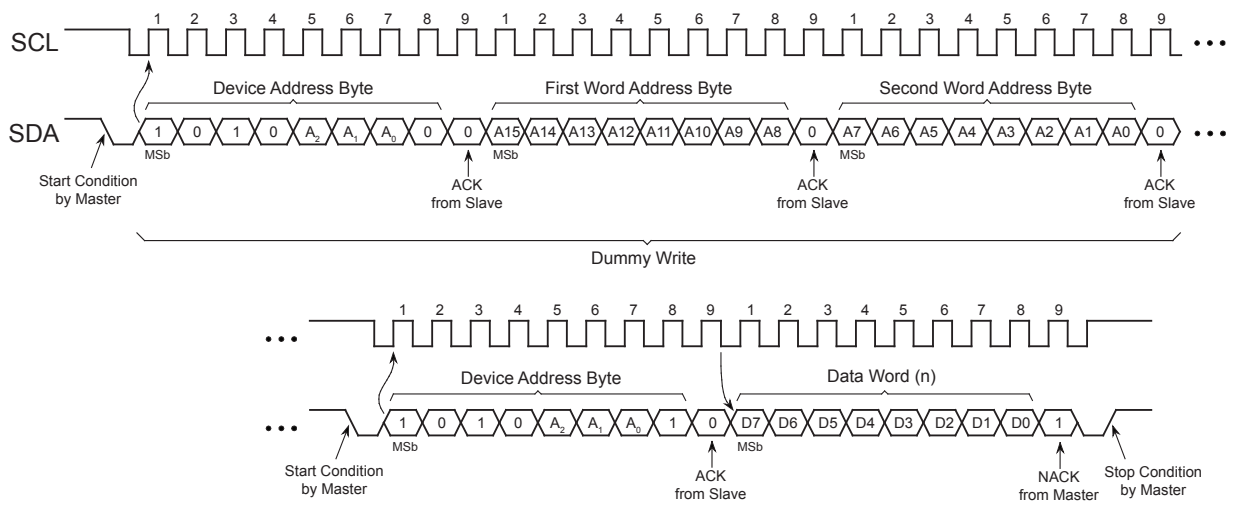 1 2 3 4 5 6 7 8 9 1 2 3 4 5 6 7 8 9 1 2 3 4 5 6 7 8 9
SCL
Device Address Byte First Word Address Byte Second Word Address Byte
SDA 1 0 1 0 A2 A1 A0 0 0 A15 A14 A13 A12 A11 A10 A9 A8 0 A7 A6 A5 A4 A3 A2 A1 A0 0
MSb MSb MSb
Start Condition ACK ACK ACK
by Master from Slave from Slave from Slave
Dummy Write
1 2 3 4 5 6 7 8 9 1 2 3 4 5 6 7 8 9
Device Address Byte Data Word (n)
1 0 1 0 A2 A1 A0 1 0 D7 D6 D5 D4 D3 D2 D1 D0 1
MSb MSb
Start Condition ACK NACK Stop Condition
by Master from Slave from Master by Master